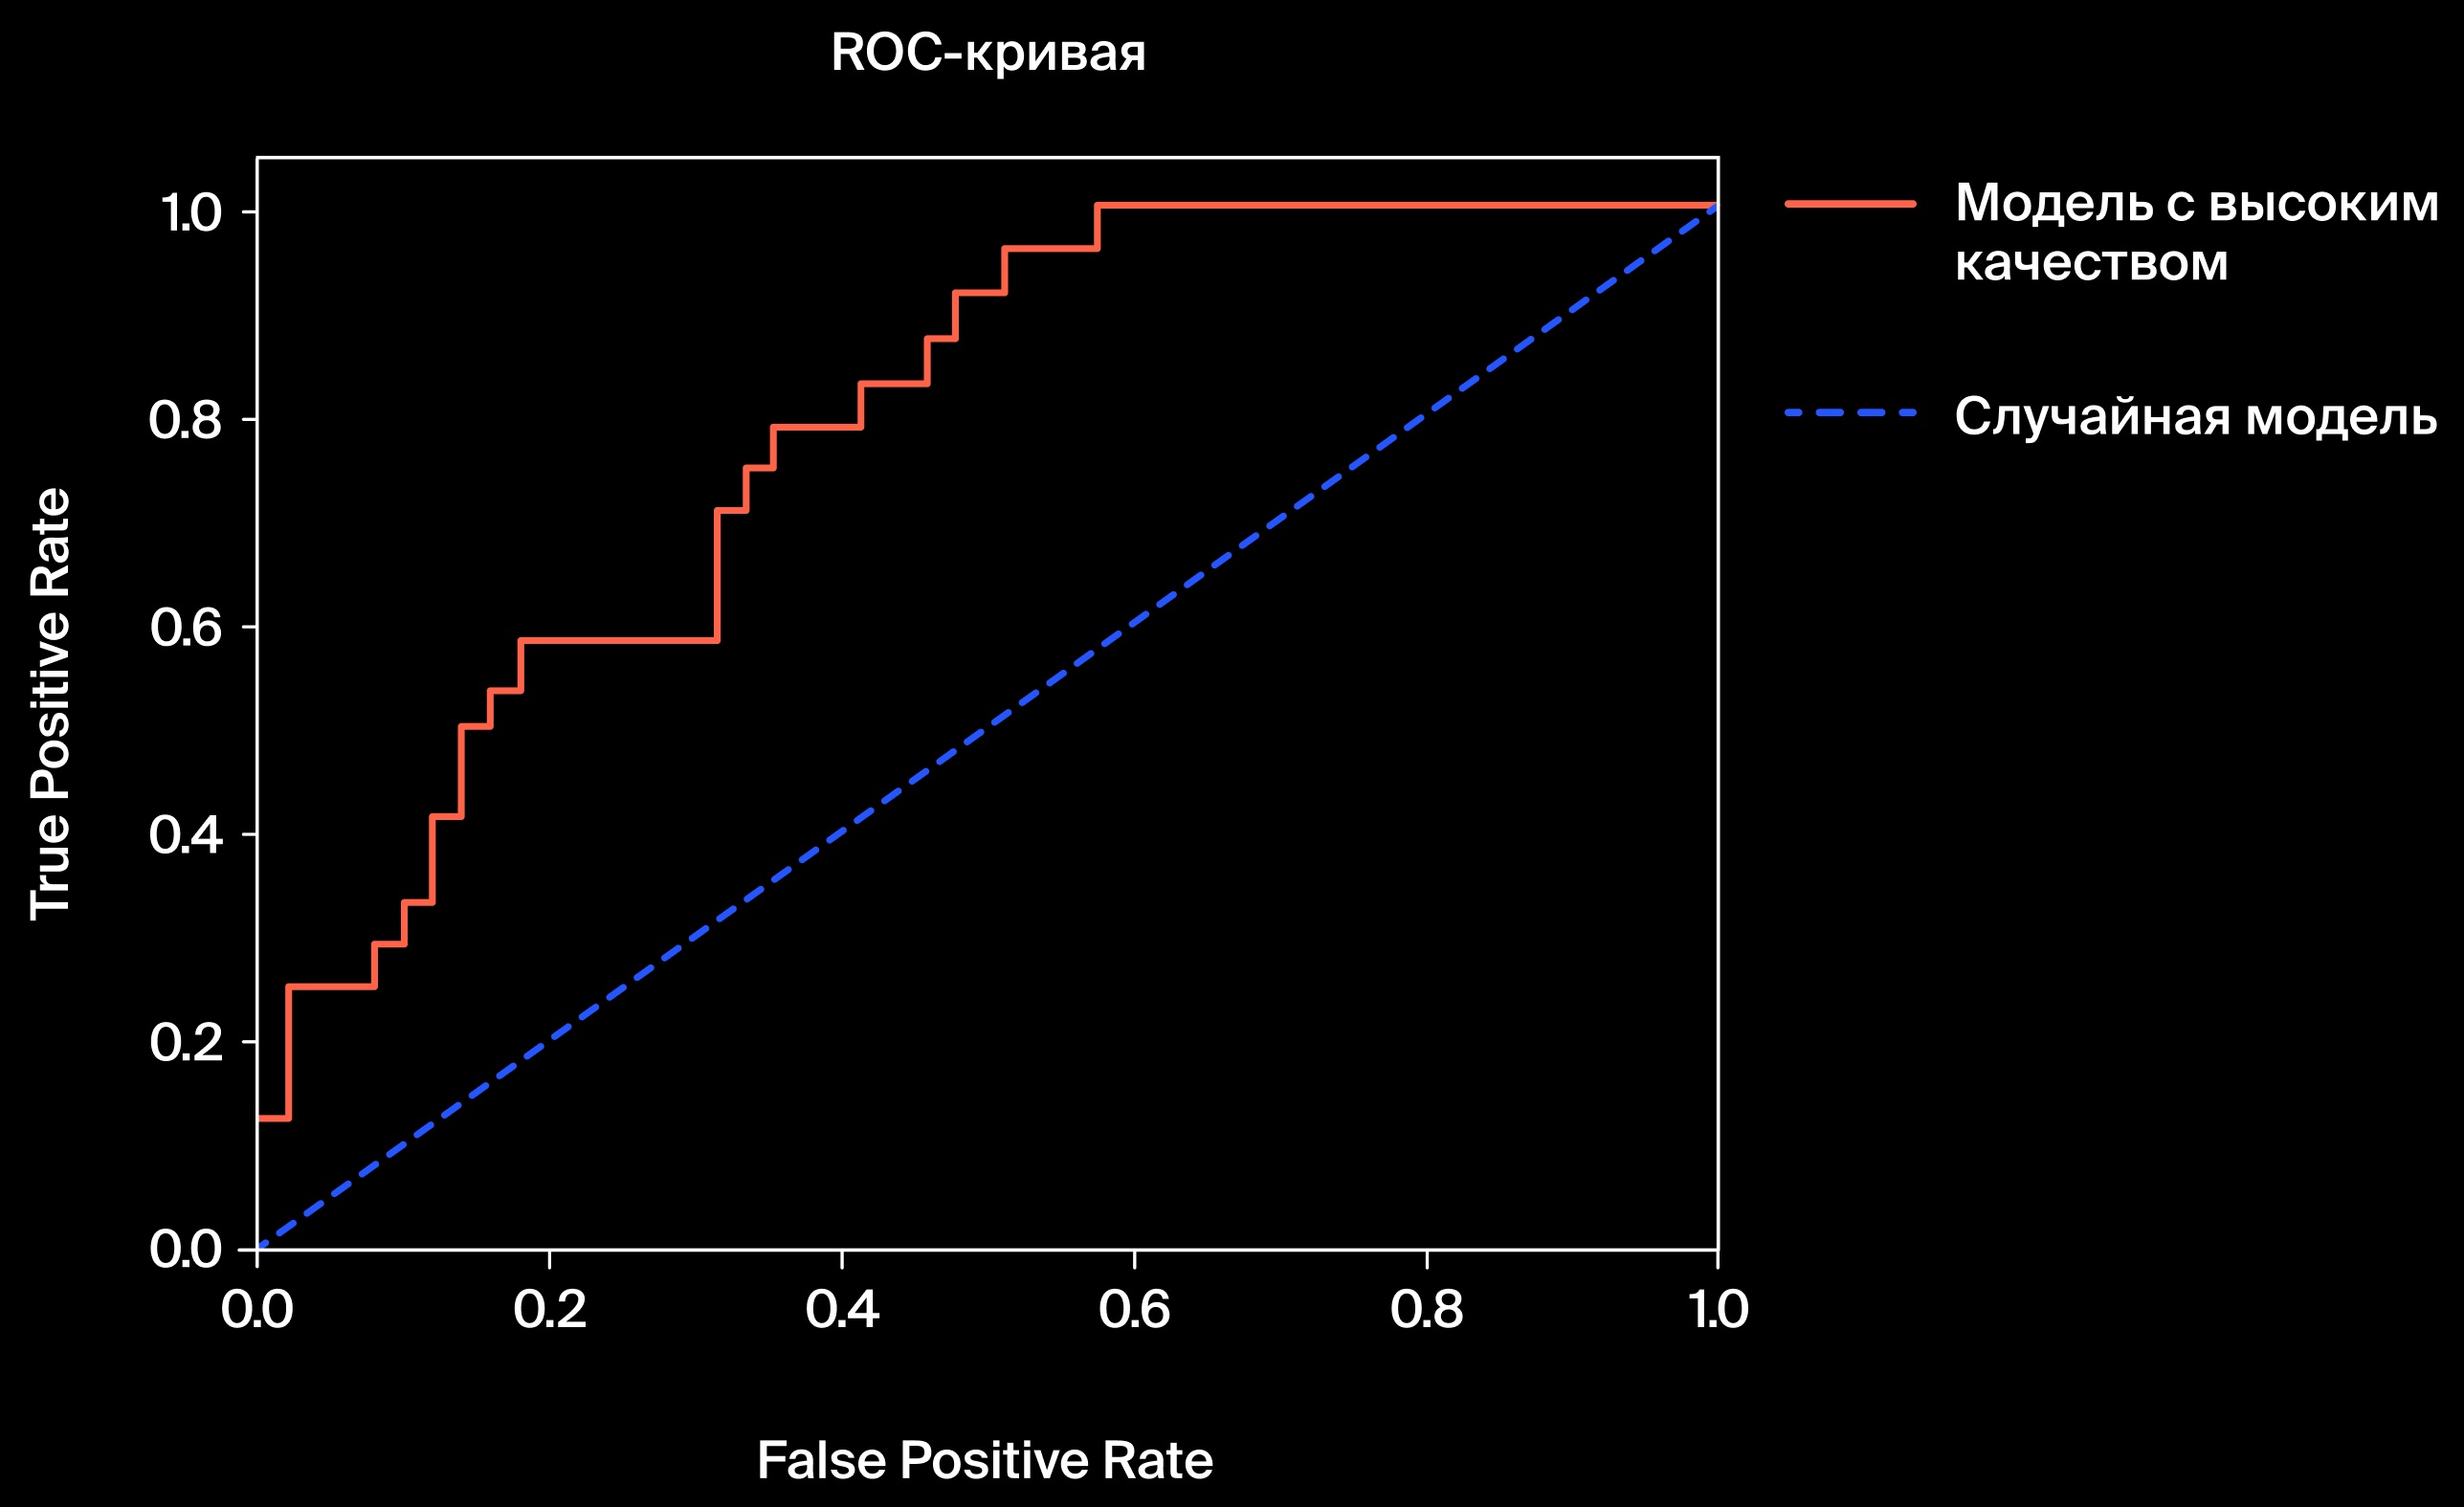 ROC-кривая
Модель с высоким
качеством
Случайная модель
True Positive Rate
1.0
0.8
0.6
0.4
0.2
0.0
0.0 0.2 0.4 0.6 0.8 1.0
False Positive Rate